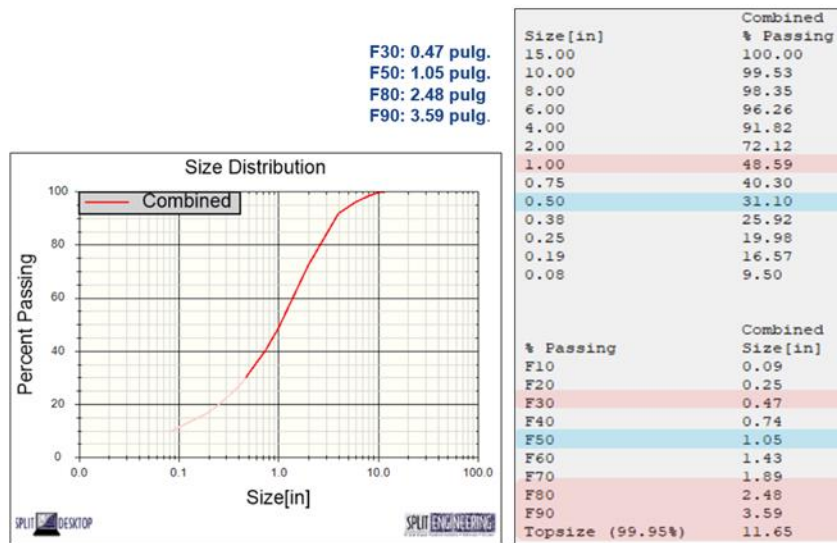 F30: 0.47 pulg.
F50: 1.05 pulg.
F80: 2.48 pulg
F90: 3.59 pulg.
Size Distribution
Combined
Percent Passing
100
80
60
40
20
0
0.0 0.1 1.0 10.0 100.0
Size[in]
SPLIT DESKTOP
SPLIT ENGINEERING
Combined
Size[in] % Passing
15.00 100.00
10.00 99.53
8.00 98.35
6.00 96.26
4.00 91.82
2.00 72.12
1.00 48.59
0.75 40.30
0.50 31.10
0.38 25.92
0.25 19.98
0.19 16.57
0.08 9.50
Combined
% Passing Size[in]
F10 0.09
F20 0.25
F30 0.47
F40 0.74
F50 1.05
F60 1.43
F70 1.89
F80 2.48
F90 3.59
Topsize (99.95%) 11.65